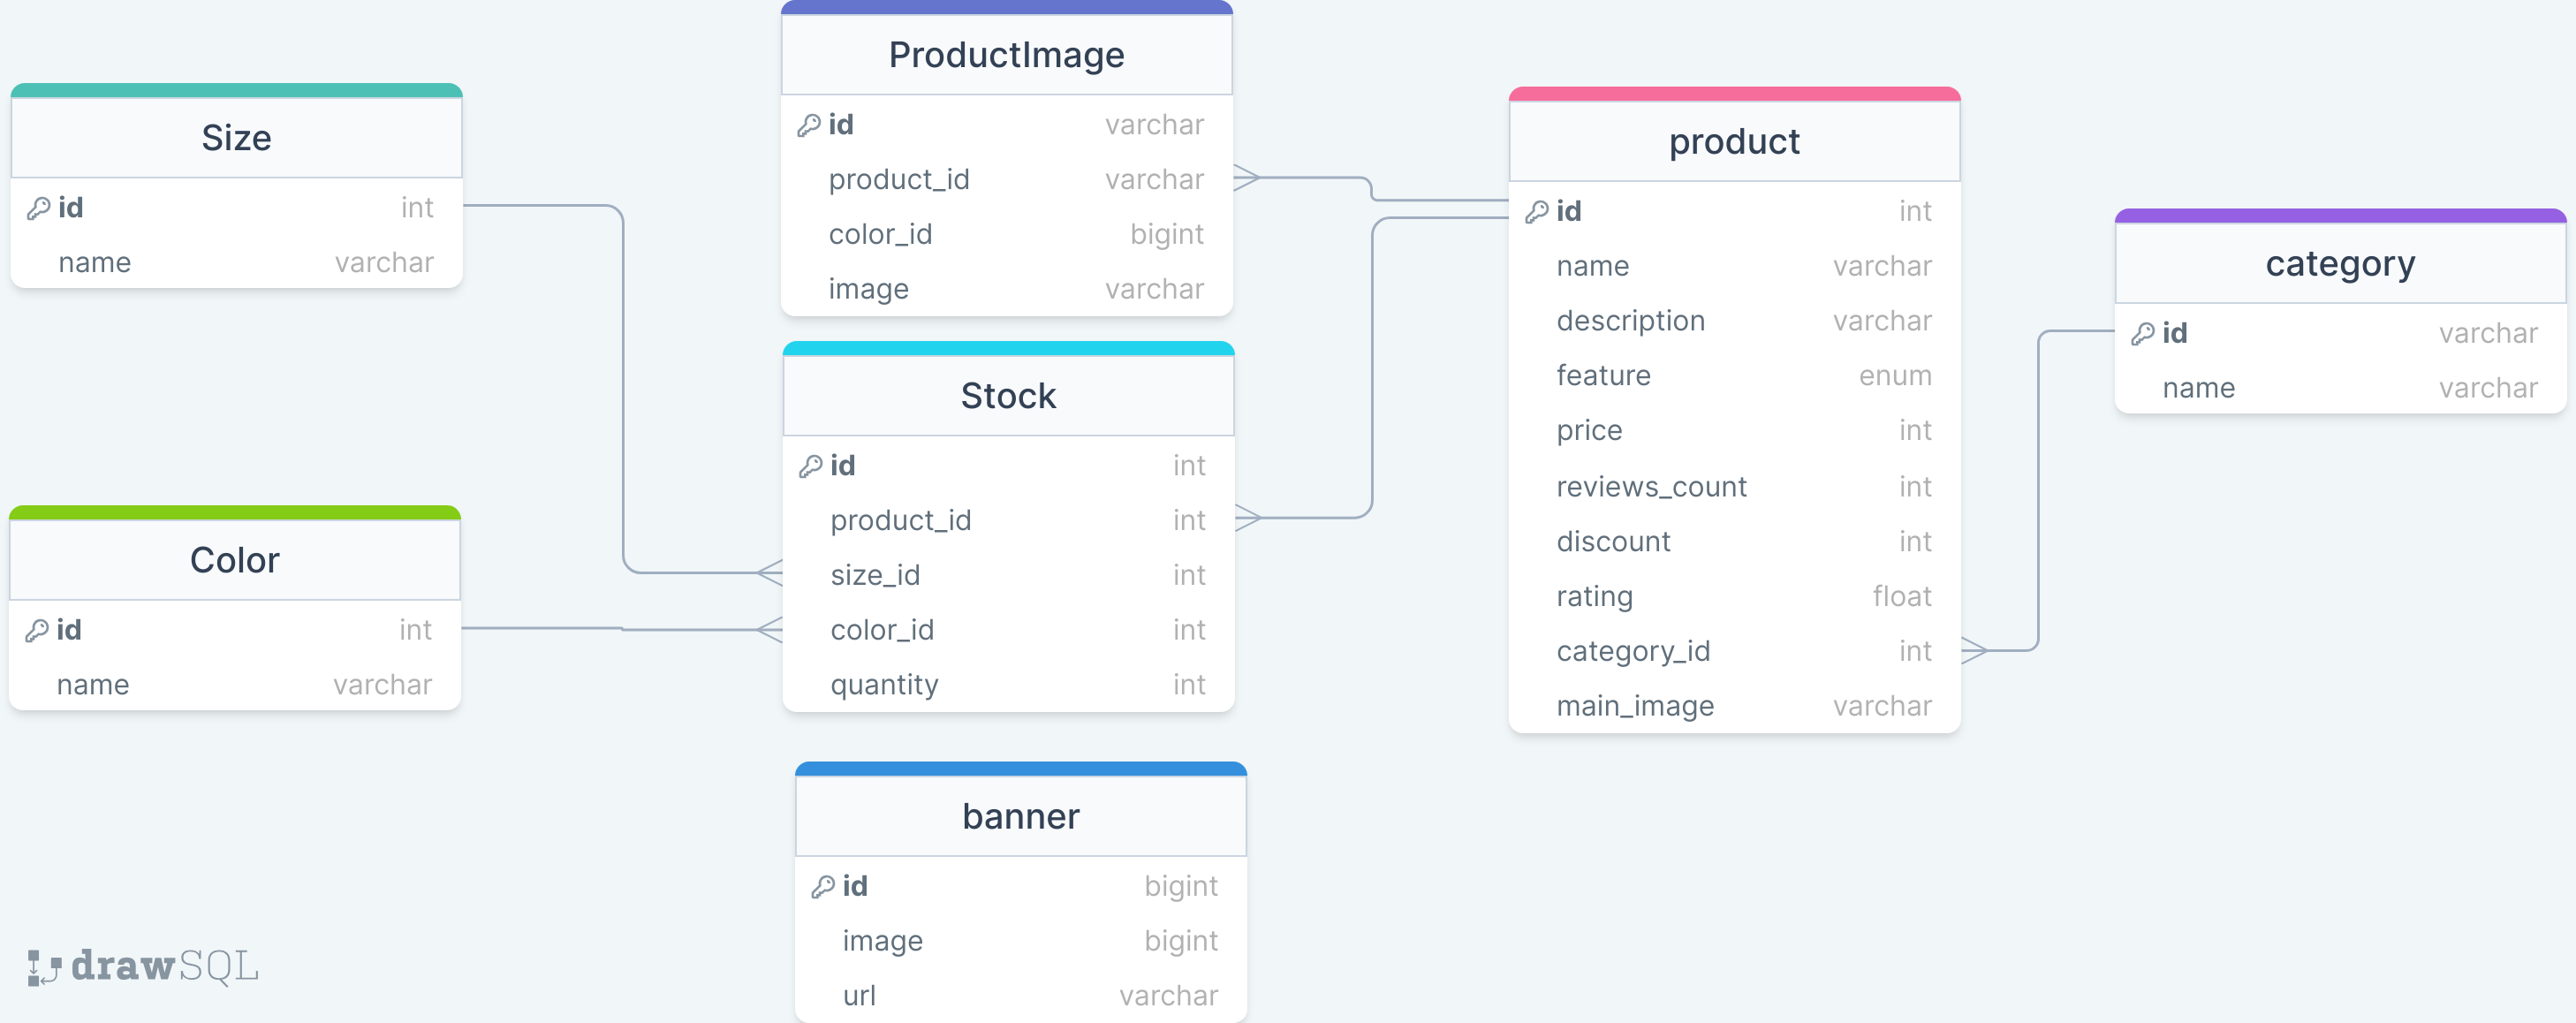 Size
id int
name varchar
Color
id int
name varchar
ProductImage
id varchar
product_id varchar
color_id bigint
image varchar
Stock
id int
product_id int
size_id int
color_id int
quantity int
banner
id bigint
image bigint
url varchar
product
id int
name varchar
description varchar
feature enum
price int
reviews_count int
discount int
rating float
category_id int
main_image varchar
category
id varchar
name varchar
drawSQL